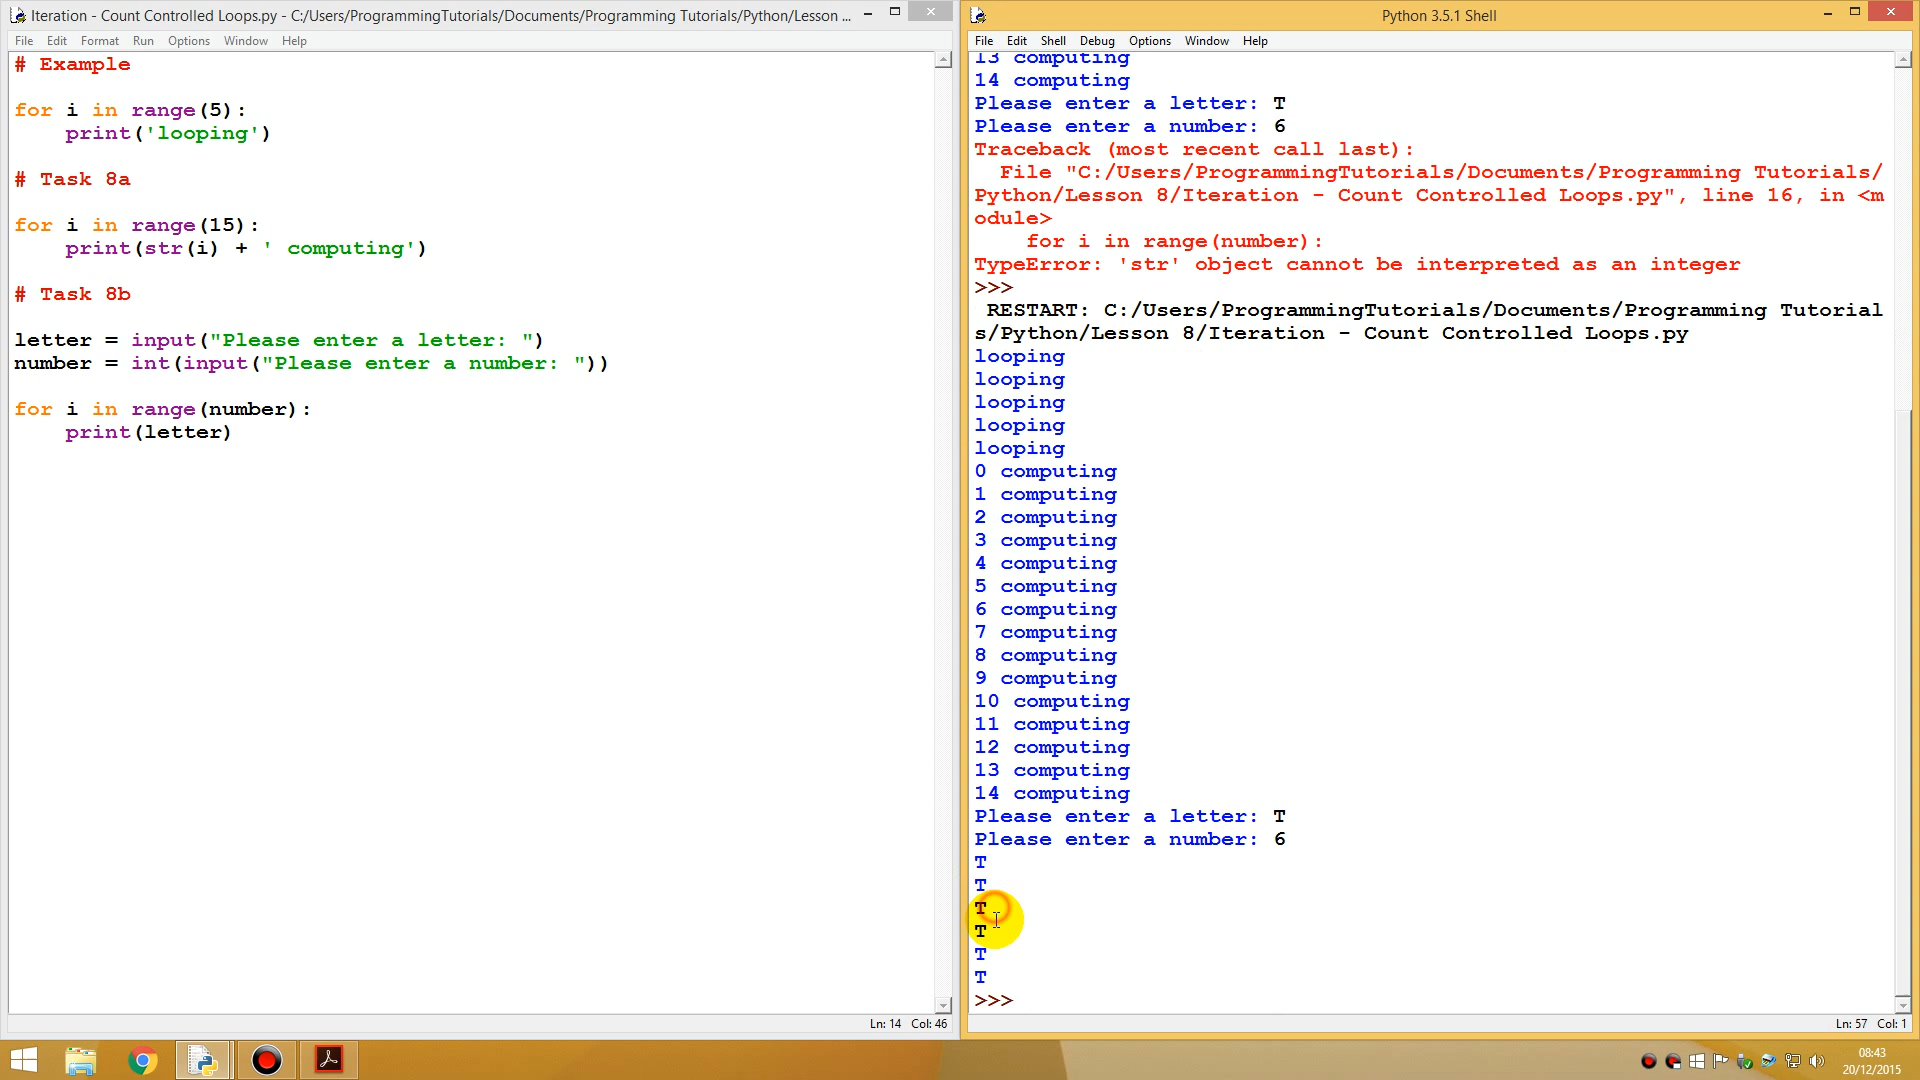 Iteration - Count Controlled Loops.py - C:/Users/ProgrammingTutorials/Documents/Programming Tutorials/Python/Lesson ...
File Edit Format Run Options Window Help
# Example
for i in range(5):
    print('looping')
# Task 8a
for i in range(15):
    print(str(i) + ' computing')
# Task 8b
letter = input("Please enter a letter: ")
number = int(input("Please enter a number: "))
for i in range(number):
    print(letter)
Ln: 14 Col: 46
Python 3.5.1 Shell
File Edit Shell Debug Options Window Help
13 computing
14 computing
Please enter a letter: T
Please enter a number: 6
Traceback (most recent call last):
  File "C:/Users/ProgrammingTutorials/Documents/Programming Tutorials/
Python/Lesson 8/Iteration - Count Controlled Loops.py", line 16, in <m
odule>
    for i in range(number):
TypeError: 'str' object cannot be interpreted as an integer
>>>
 RESTART: C:/Users/ProgrammingTutorials/Documents/Programming Tutorial
s/Python/Lesson 8/Iteration - Count Controlled Loops.py
looping
looping
looping
looping
looping
0 computing
1 computing
2 computing
3 computing
4 computing
5 computing
6 computing
7 computing
8 computing
9 computing
10 computing
11 computing
12 computing
13 computing
14 computing
Please enter a letter: T
Please enter a number: 6
T
T
T
T
T
T
>>>
Ln: 57 Col: 1
08:43
20/12/2015